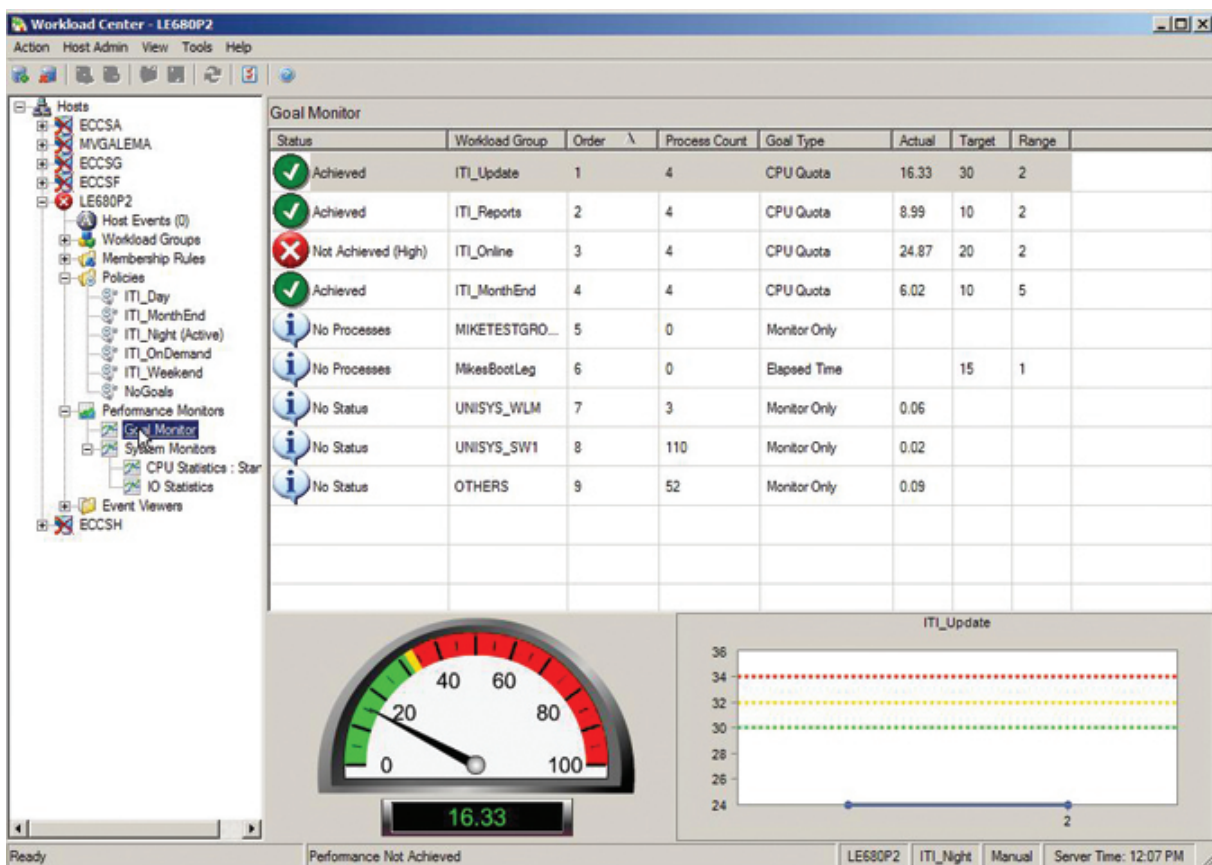 Workload Center - LE680P2
Action Host Admin View Tools Help
Hosts
ECCSA
MVGALEMA
ECCSG
ECCSF
LE680P2
Host Events (0)
Workload Groups
Membership Rules
Policies
ITI_Day
ITI_MonthEnd
ITI_Night (Active)
ITI_OnDemand
ITI_Weekend
NoGoals
Performance Monitors
Goal Monitor
System Monitors
CPU Statistics : Star
IO Statistics
Event Viewers
ECCSH
Goal Monitor
Status Workload Group Order Process Count Goal Type Actual Target Range
Achieved ITI_Update 1 4 CPU Quota 16.33 30 2
Achieved ITI_Reports 2 4 CPU Quota 8.99 10 2
Not Achieved (High) ITI_Online 3 4 CPU Quota 24.87 20 2
Achieved ITI_MonthEnd 4 4 CPU Quota 6.02 10 5
No Processes MIKETESTGRO... 5 0 Monitor Only
No Processes MikesBootLeg 6 0 Elapsed Time 15 1
No Status UNISYS_WLM 7 3 Monitor Only 0.06
No Status UNISYS_SW1 8 110 Monitor Only 0.02
No Status OTHERS 9 52 Monitor Only 0.09
0 20 40 60 80 100
16.33
ITI_Update
36
34
32
30
28
26
24
2
Ready Performance Not Achieved LE680P2 ITI_Night Manual Server Time: 12:07 PM